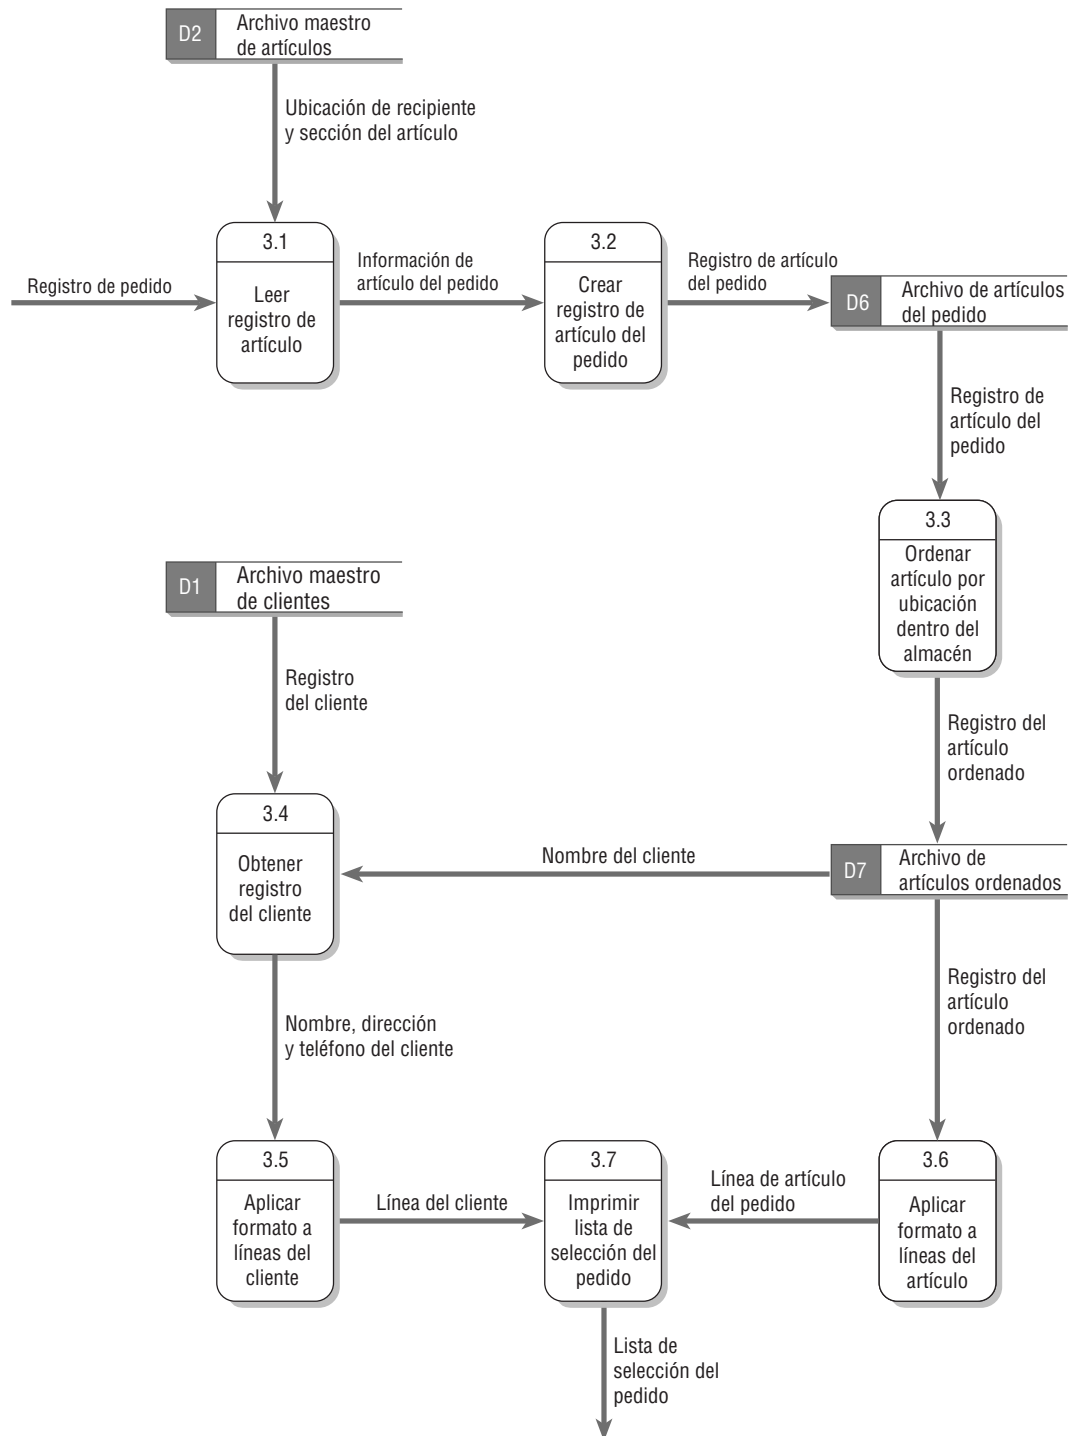 D2
Archivo maestro
de artículos
Ubicación de recipiente
y sección del artículo
Registro de pedido
3.1
Leer
registro de
artículo
Información de
artículo del pedido
3.2
Crear
registro de
artículo del
pedido
Registro de artículo
del pedido
D6
Archivo de artículos
del pedido
Registro de
artículo del
pedido
3.3
Ordenar
artículo por
ubicación
dentro del
almacén
D1
Archivo maestro
de clientes
Registro
del cliente
Registro del
artículo
ordenado
3.4
Obtener
registro
del cliente
Nombre del cliente
D7
Archivo de
artículos ordenados
Nombre, dirección
y teléfono del cliente
Registro del
artículo
ordenado
3.5
Aplicar
formato a
líneas del
cliente
Línea del cliente
3.7
Imprimir
lista de
selección del
pedido
Línea de artículo
del pedido
3.6
Aplicar
formato a
líneas del
artículo
Lista de
selección del
pedido